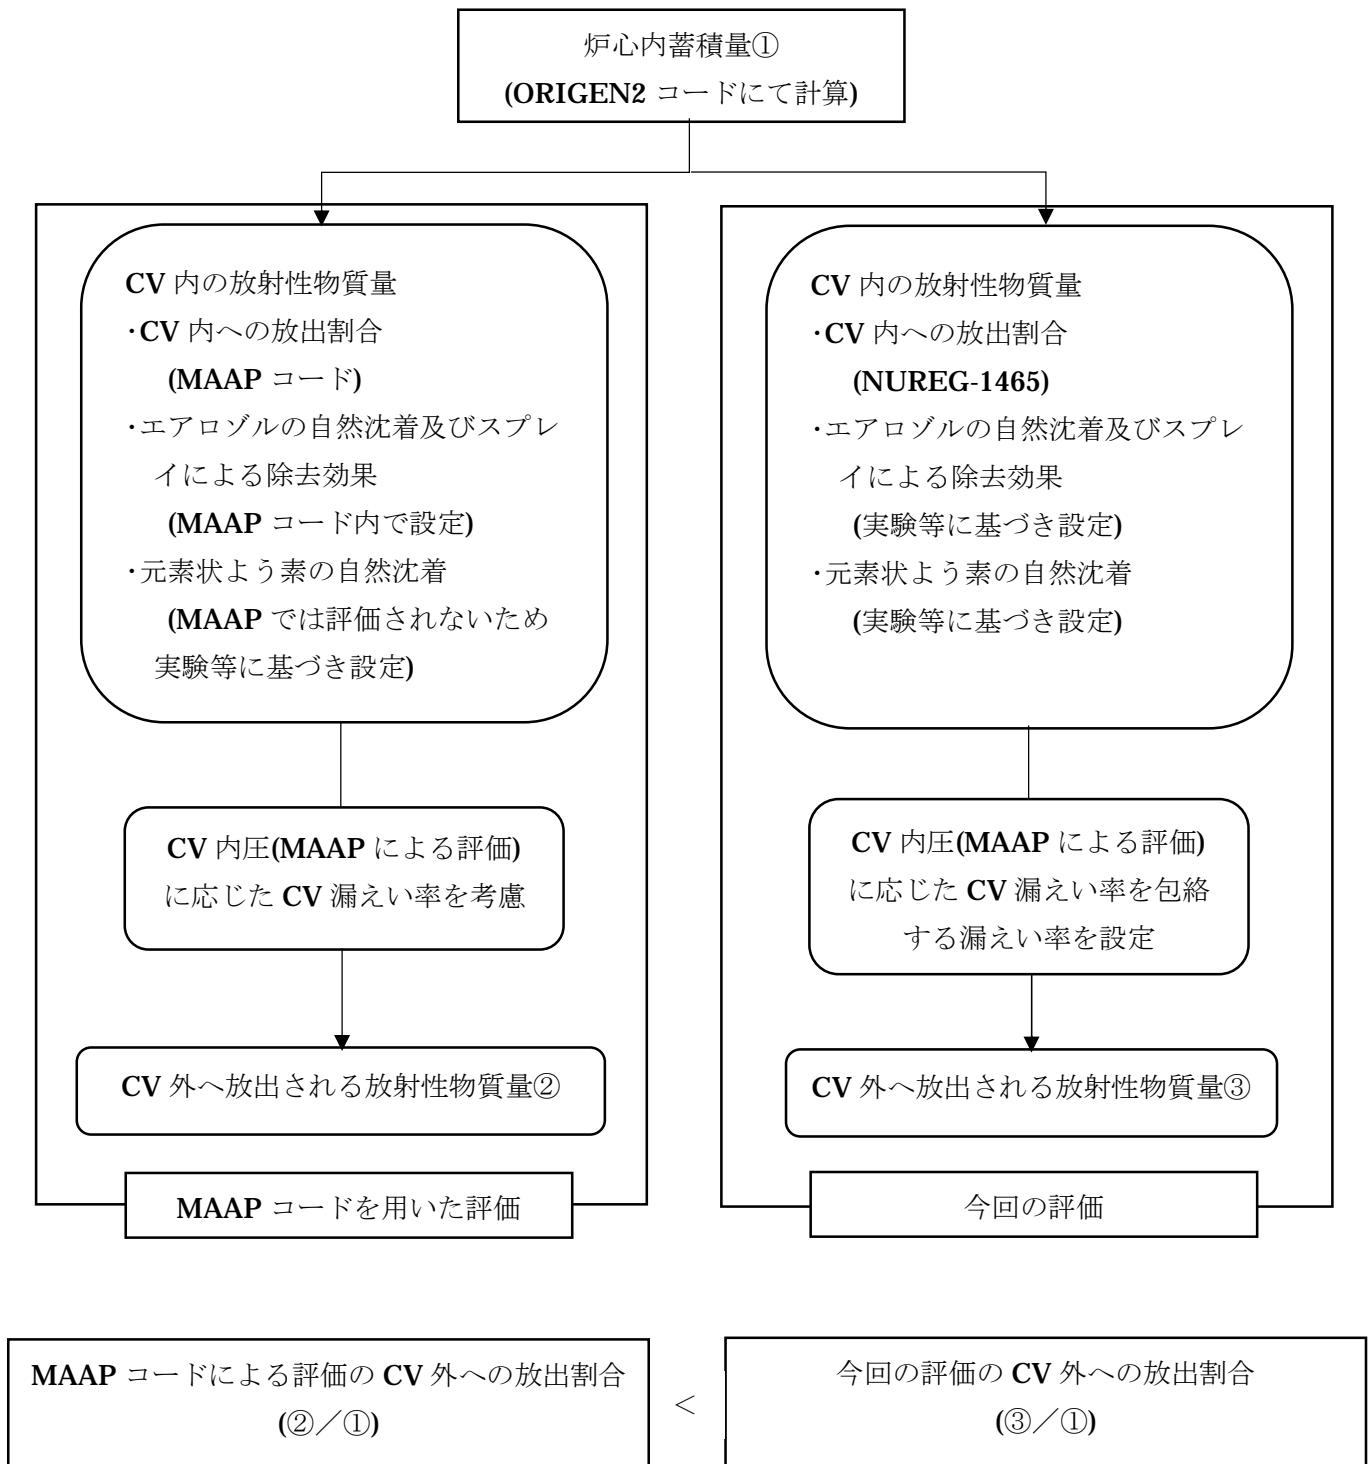 炉心内蓄積量①
(ORIGEN2 コードにて計算)
CV 内の放射性物質量
・CV 内への放出割合
(MAAP コード)
・エアロゾルの自然沈着及びスプレ
イによる除去効果
(MAAP コード内で設定)
・元素状よう素の自然沈着
(MAAP では評価されないため
実験等に基づき設定)
CV 内圧(MAAP による評価)
に応じた CV 漏えい率を考慮
CV 外へ放出される放射性物質量②
MAAP コードを用いた評価
CV 内の放射性物質量
・CV 内への放出割合
(NUREG-1465)
・エアロゾルの自然沈着及びスプレ
イによる除去効果
(実験等に基づき設定)
・元素状よう素の自然沈着
(実験等に基づき設定)
CV 内圧(MAAP による評価)
に応じた CV 漏えい率を包絡
する漏えい率を設定
CV 外へ放出される放射性物質量③
今回の評価
MAAP コードによる評価の CV 外への放出割合
(②／①)
＜
今回の評価の CV 外への放出割合
(③／①)